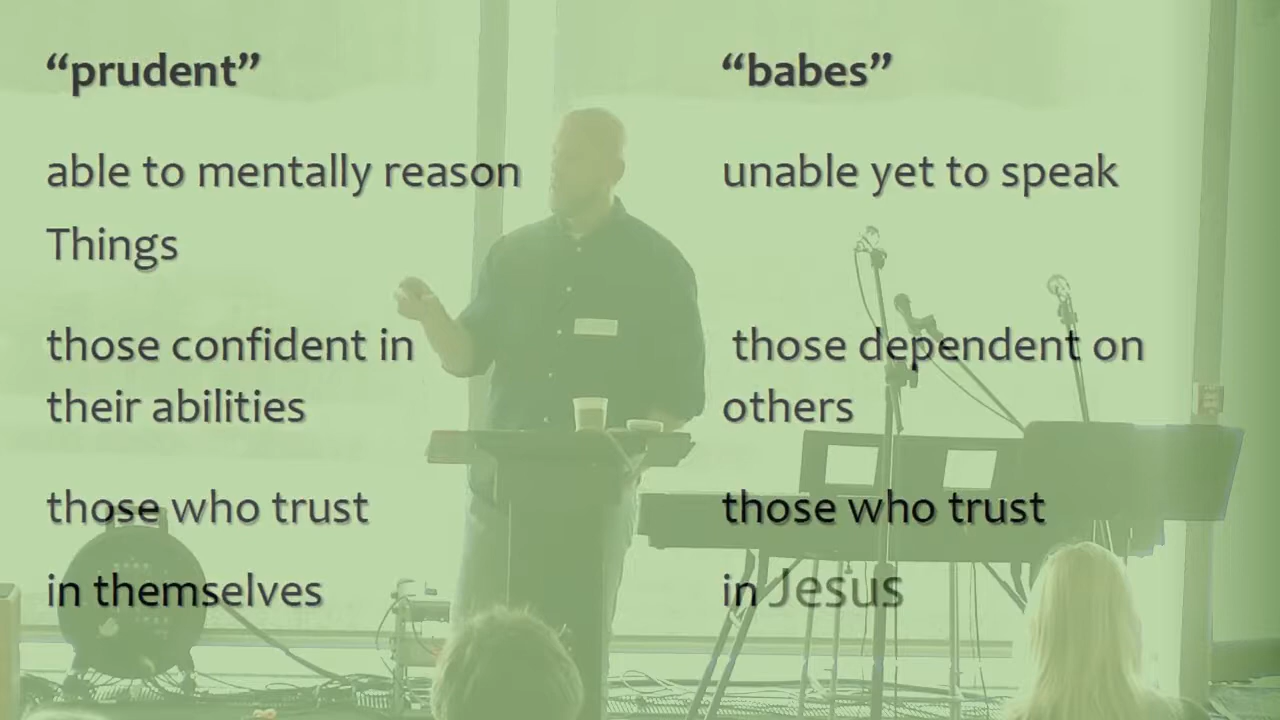 “prudent”
able to mentally reason
Things
those confident in
their abilities
those who trust
in themselves
“babes”
unable yet to speak
those dependent on
others
those who trust
in Jesus